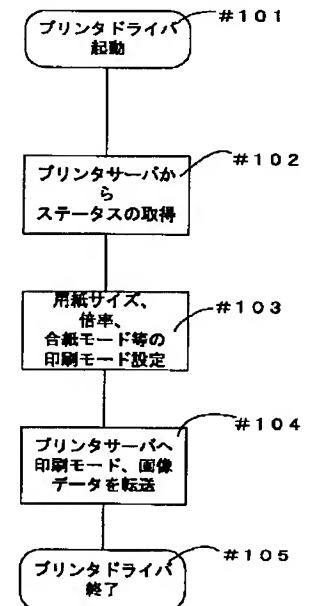 プリンタドライバ
起動
#101
プリンタサーバか
ら
ステータスの取得
#102
用紙サイズ、
倍率、
合紙モード等の
印刷モード設定
#103
プリンタサーバへ
印刷モード、画像
データを転送
#104
プリンタドライバ
終了
#105